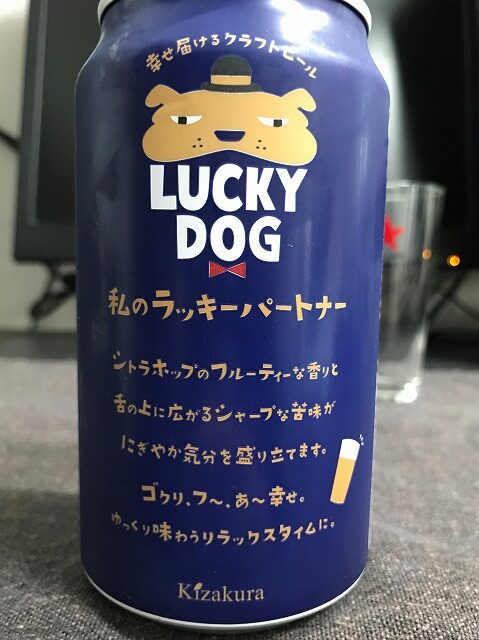 幸せ届けるクラフトビール
LUCKY
DOG
私のラッキーパートナー
シトラホップのフルーティーな香りと
舌の上に広がるシャープな苦味が
にぎやか気分を盛り立てます。
ゴクリ、フ〜、あ〜幸せ。
ゆっくり味わうリラックスタイムに。
Kizakura